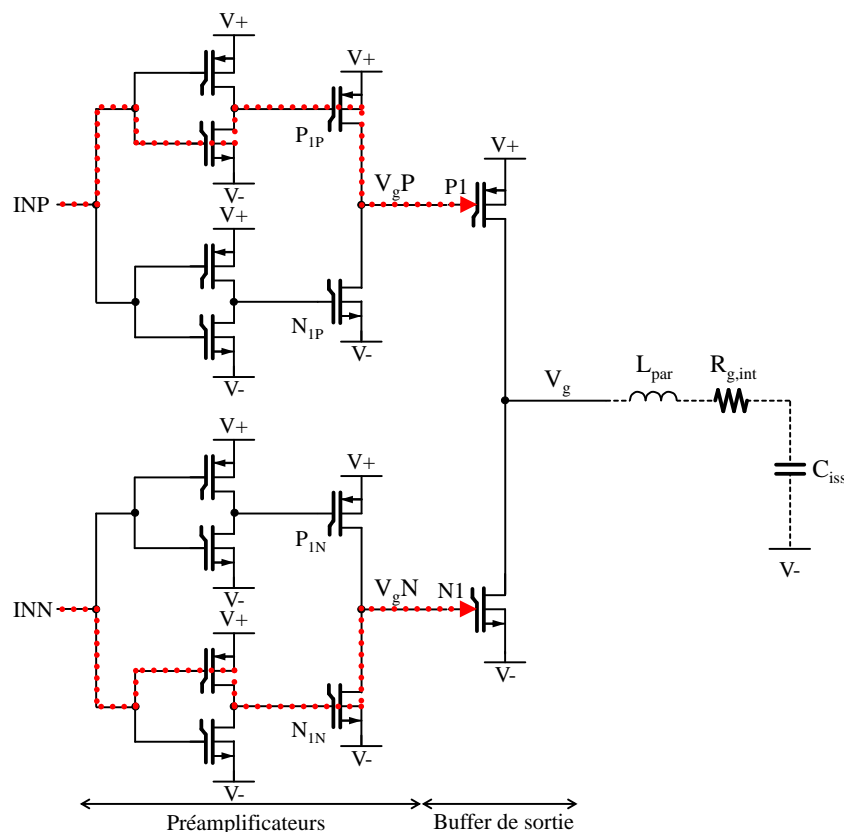 V+
V+
P1P
V-
V+
VgP
P1
V+
INP
V+
N1P
V-
V-
Vg
Lpar
Rg,int
Ciss
V-
V+
V+
P1N
V-
VgN
N1
INN
V+
V-
N1N
V-
V-
Préamplificateurs
Buffer de sortie